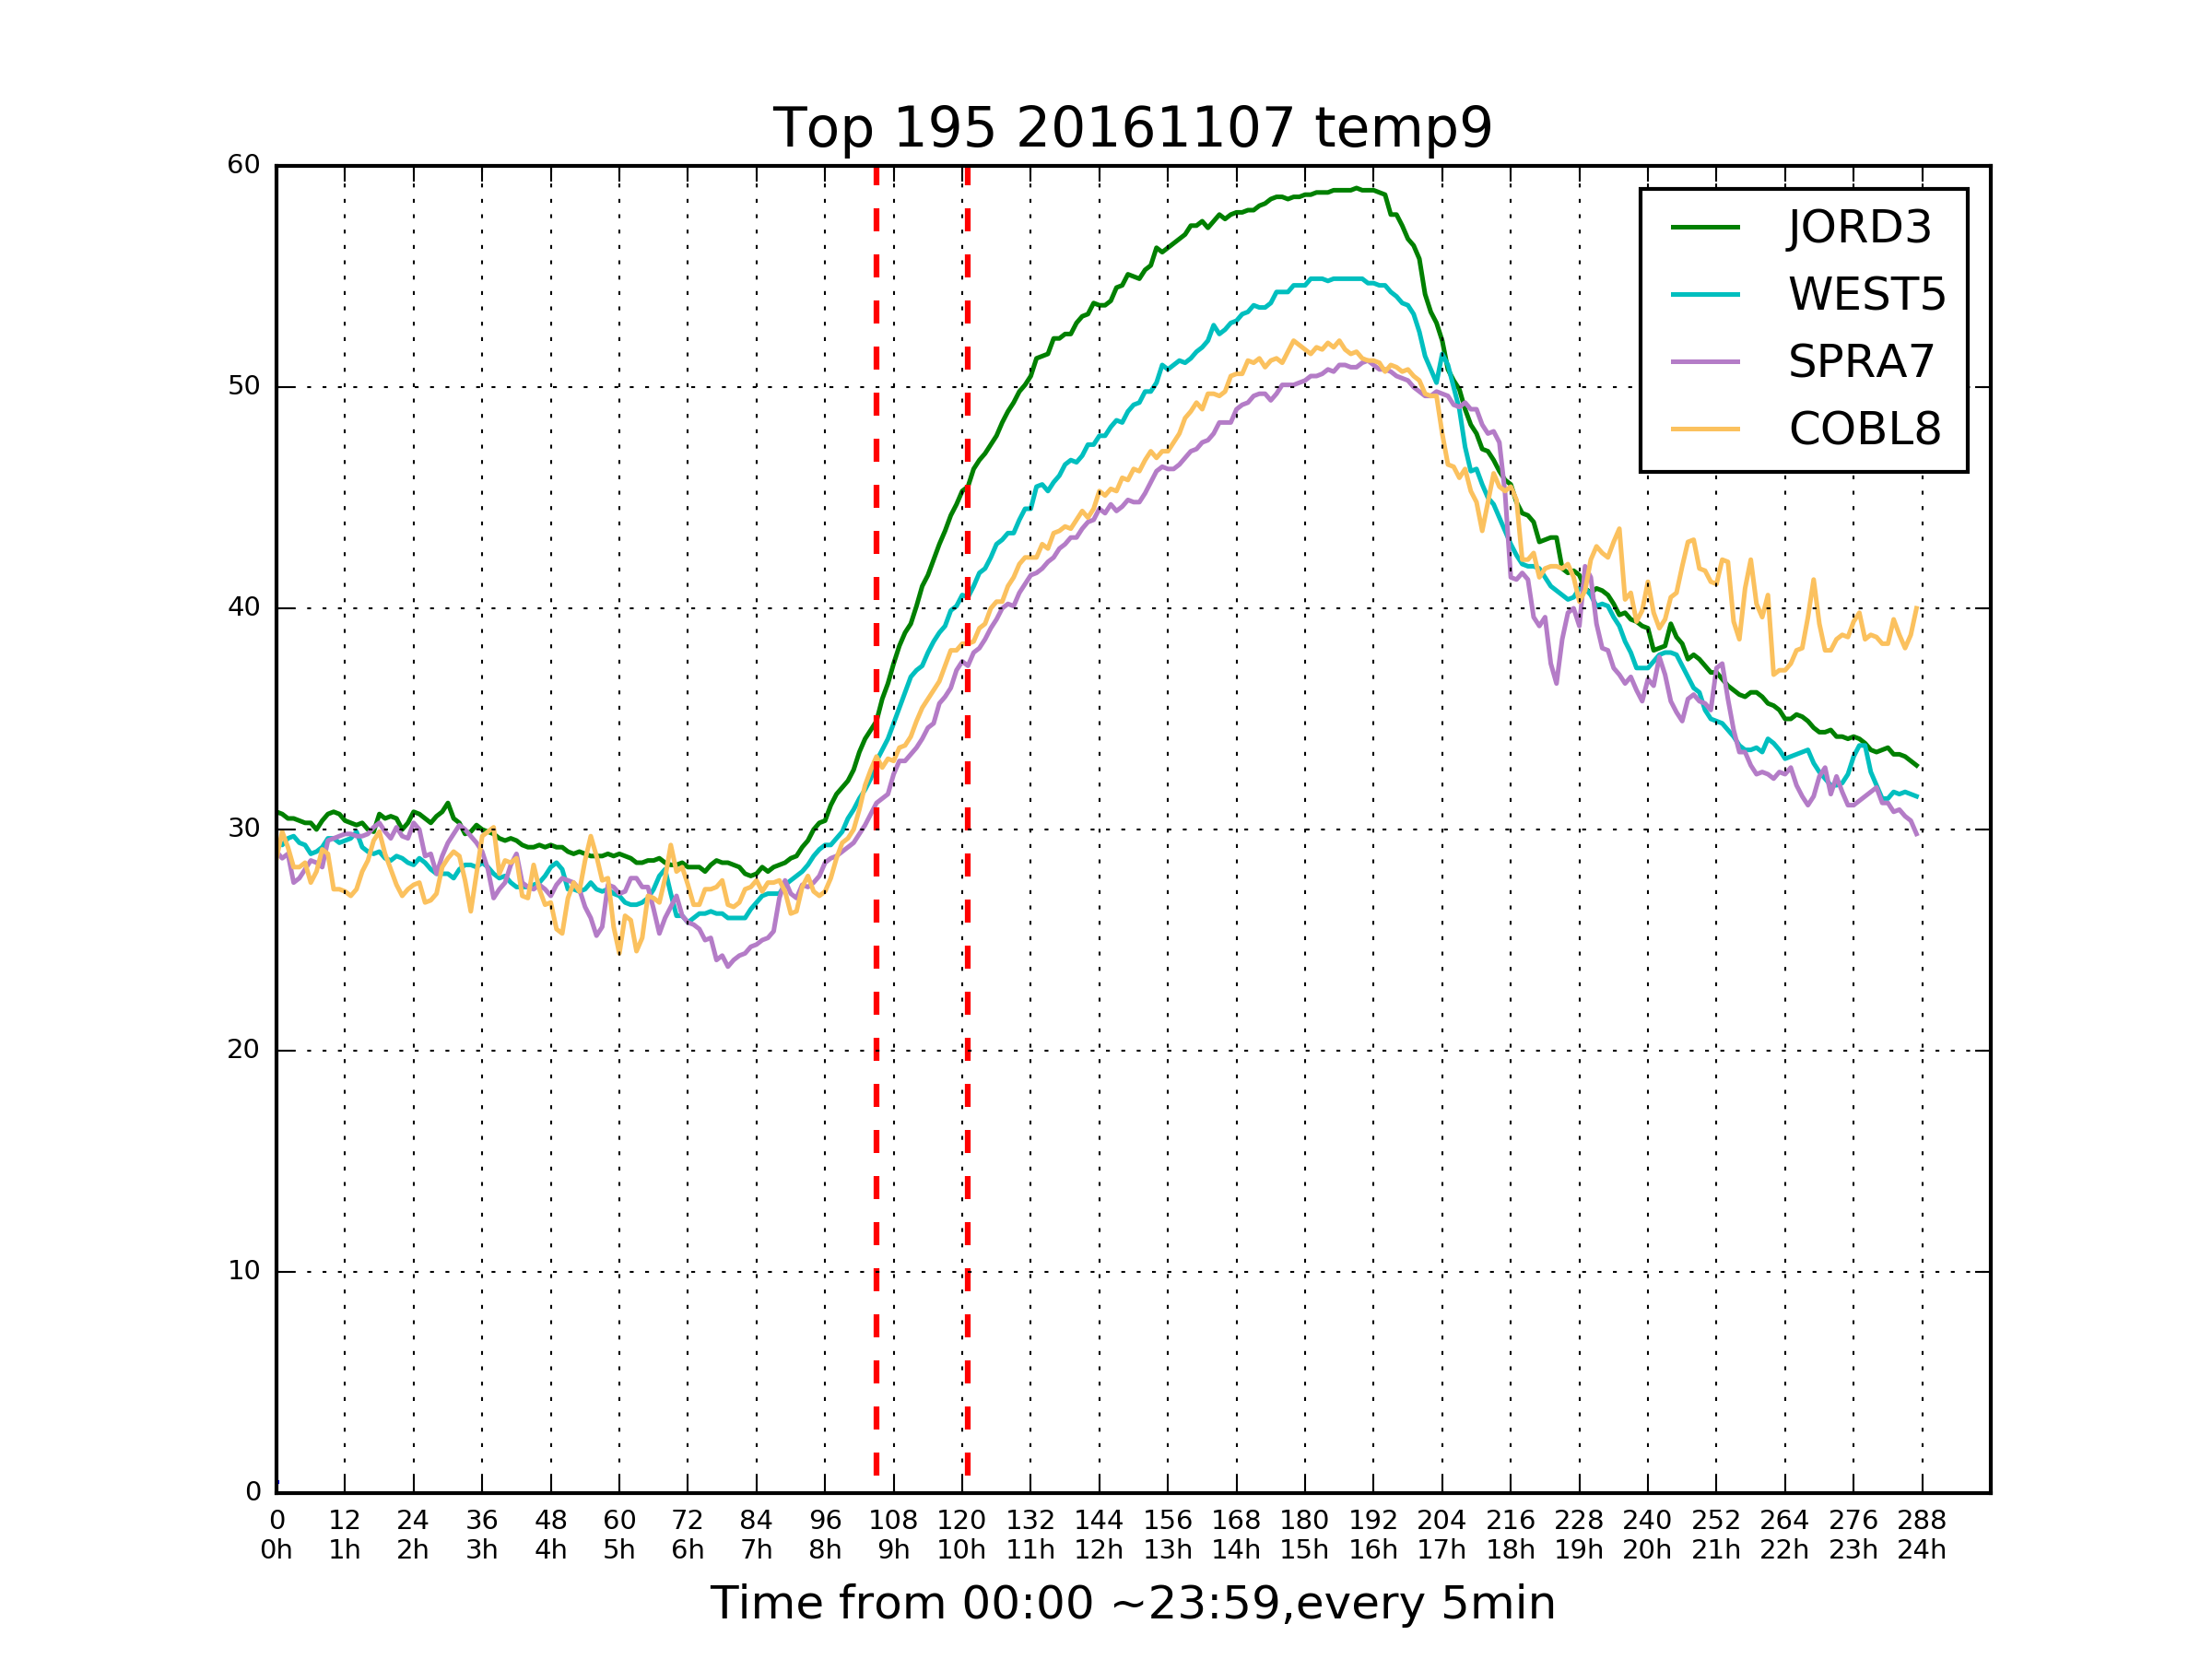 Top 195 20161107 temp9
60
50
40
30
20
10
0
JORD3
WEST5
SPRA7
COBL8
0 12 24 36 48 60 72 84 96 108 120 132 144 156 168 180 192 204 216 228 240 252 264 276 288
0h 1h 2h 3h 4h 5h 6h 7h 8h 9h 10h 11h 12h 13h 14h 15h 16h 17h 18h 19h 20h 21h 22h 23h 24h
Time from 00:00 ~23:59,every 5min